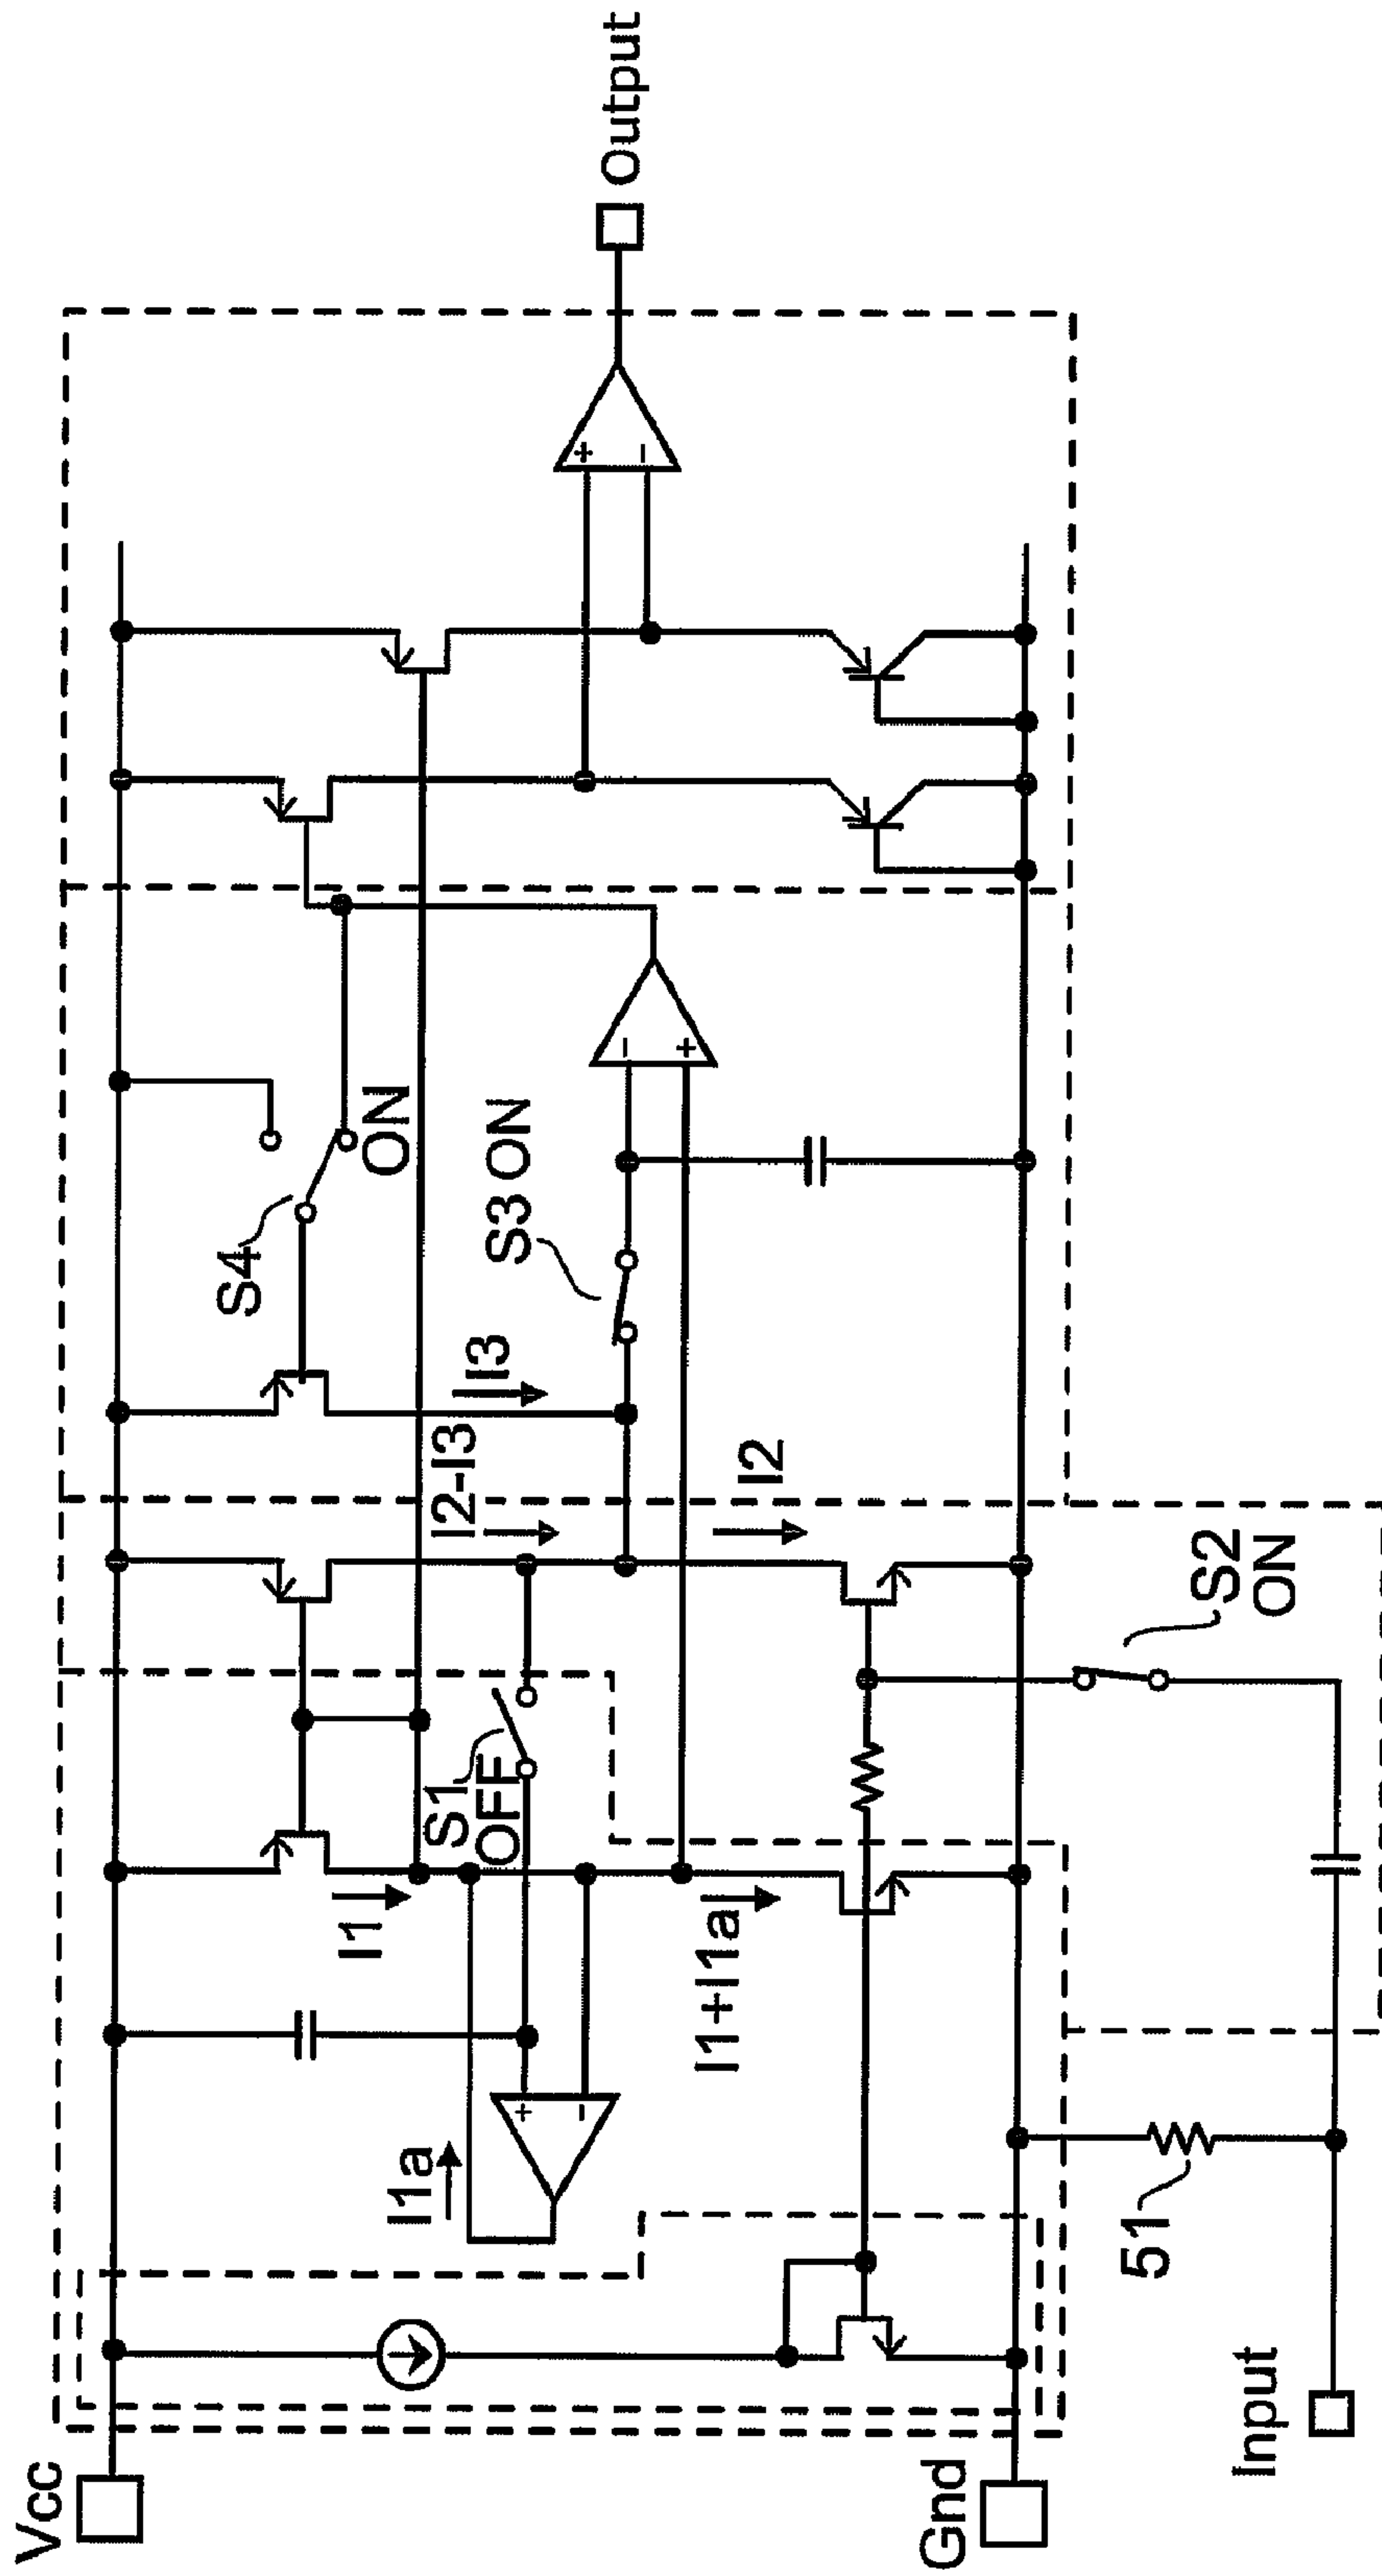 Vcc
Gnd
Input
Output
51
I1a
I1
I1+I1a
S1
OFF
S2
ON
I2-I3
I2
I3
S3 ON
S4
ON
+
-
-
+
+
-